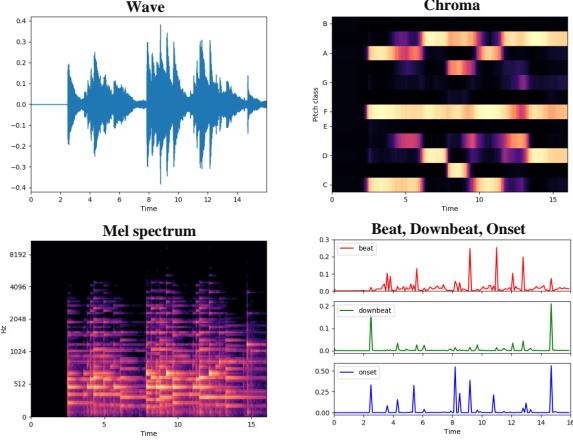 Wave
0.4
0.3
0.2
0.1
0.0
−0.1
−0.2
−0.3
−0.4
0 2 4 6 8 10 12 14
Time
Chroma
Pitch class
B
A
G
F
E
D
C
0 5 10 15
Time
Mel spectrum
Hz
8192
4096
2048
1024
512
0
0 5 10 15
Time
Beat, Downbeat, Onset
0.3
0.2
0.1
0.0
beat
0.2
0.1
0.0
downbeat
0.50
0.25
0.00
onset
0 2 4 6 8 10 12 14 16
Time